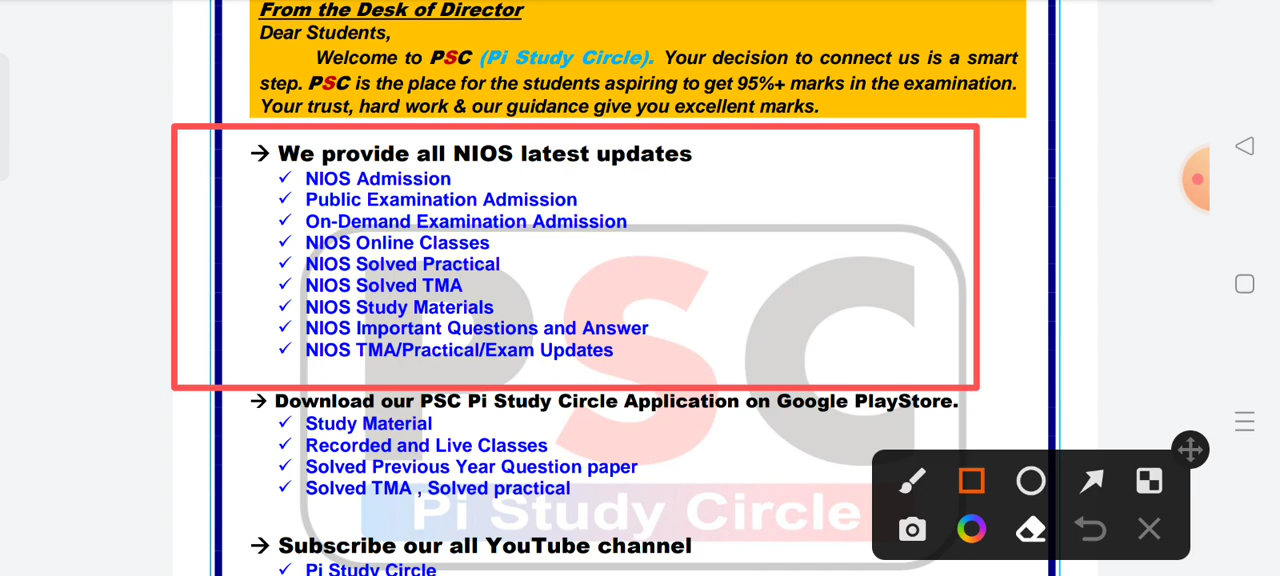 From the Desk of Director
Dear Students,
Welcome to PSC (Pi Study Circle). Your decision to connect us is a smart
step. PSC is the place for the students aspiring to get 95%+ marks in the examination.
Your trust, hard work & our guidance give you excellent marks.
→ We provide all NIOS latest updates
✓ NIOS Admission
✓ Public Examination Admission
✓ On-Demand Examination Admission
✓ NIOS Online Classes
✓ NIOS Solved Practical
✓ NIOS Solved TMA
✓ NIOS Study Materials
✓ NIOS Important Questions and Answer
✓ NIOS TMA/Practical/Exam Updates
→ Download our PSC Pi Study Circle Application on Google PlayStore.
✓ Study Material
✓ Recorded and Live Classes
✓ Solved Previous Year Question paper
✓ Solved TMA , Solved practical
→ Subscribe our all YouTube channel
✓ Pi Study Circle
PSC
Pi Study Circle